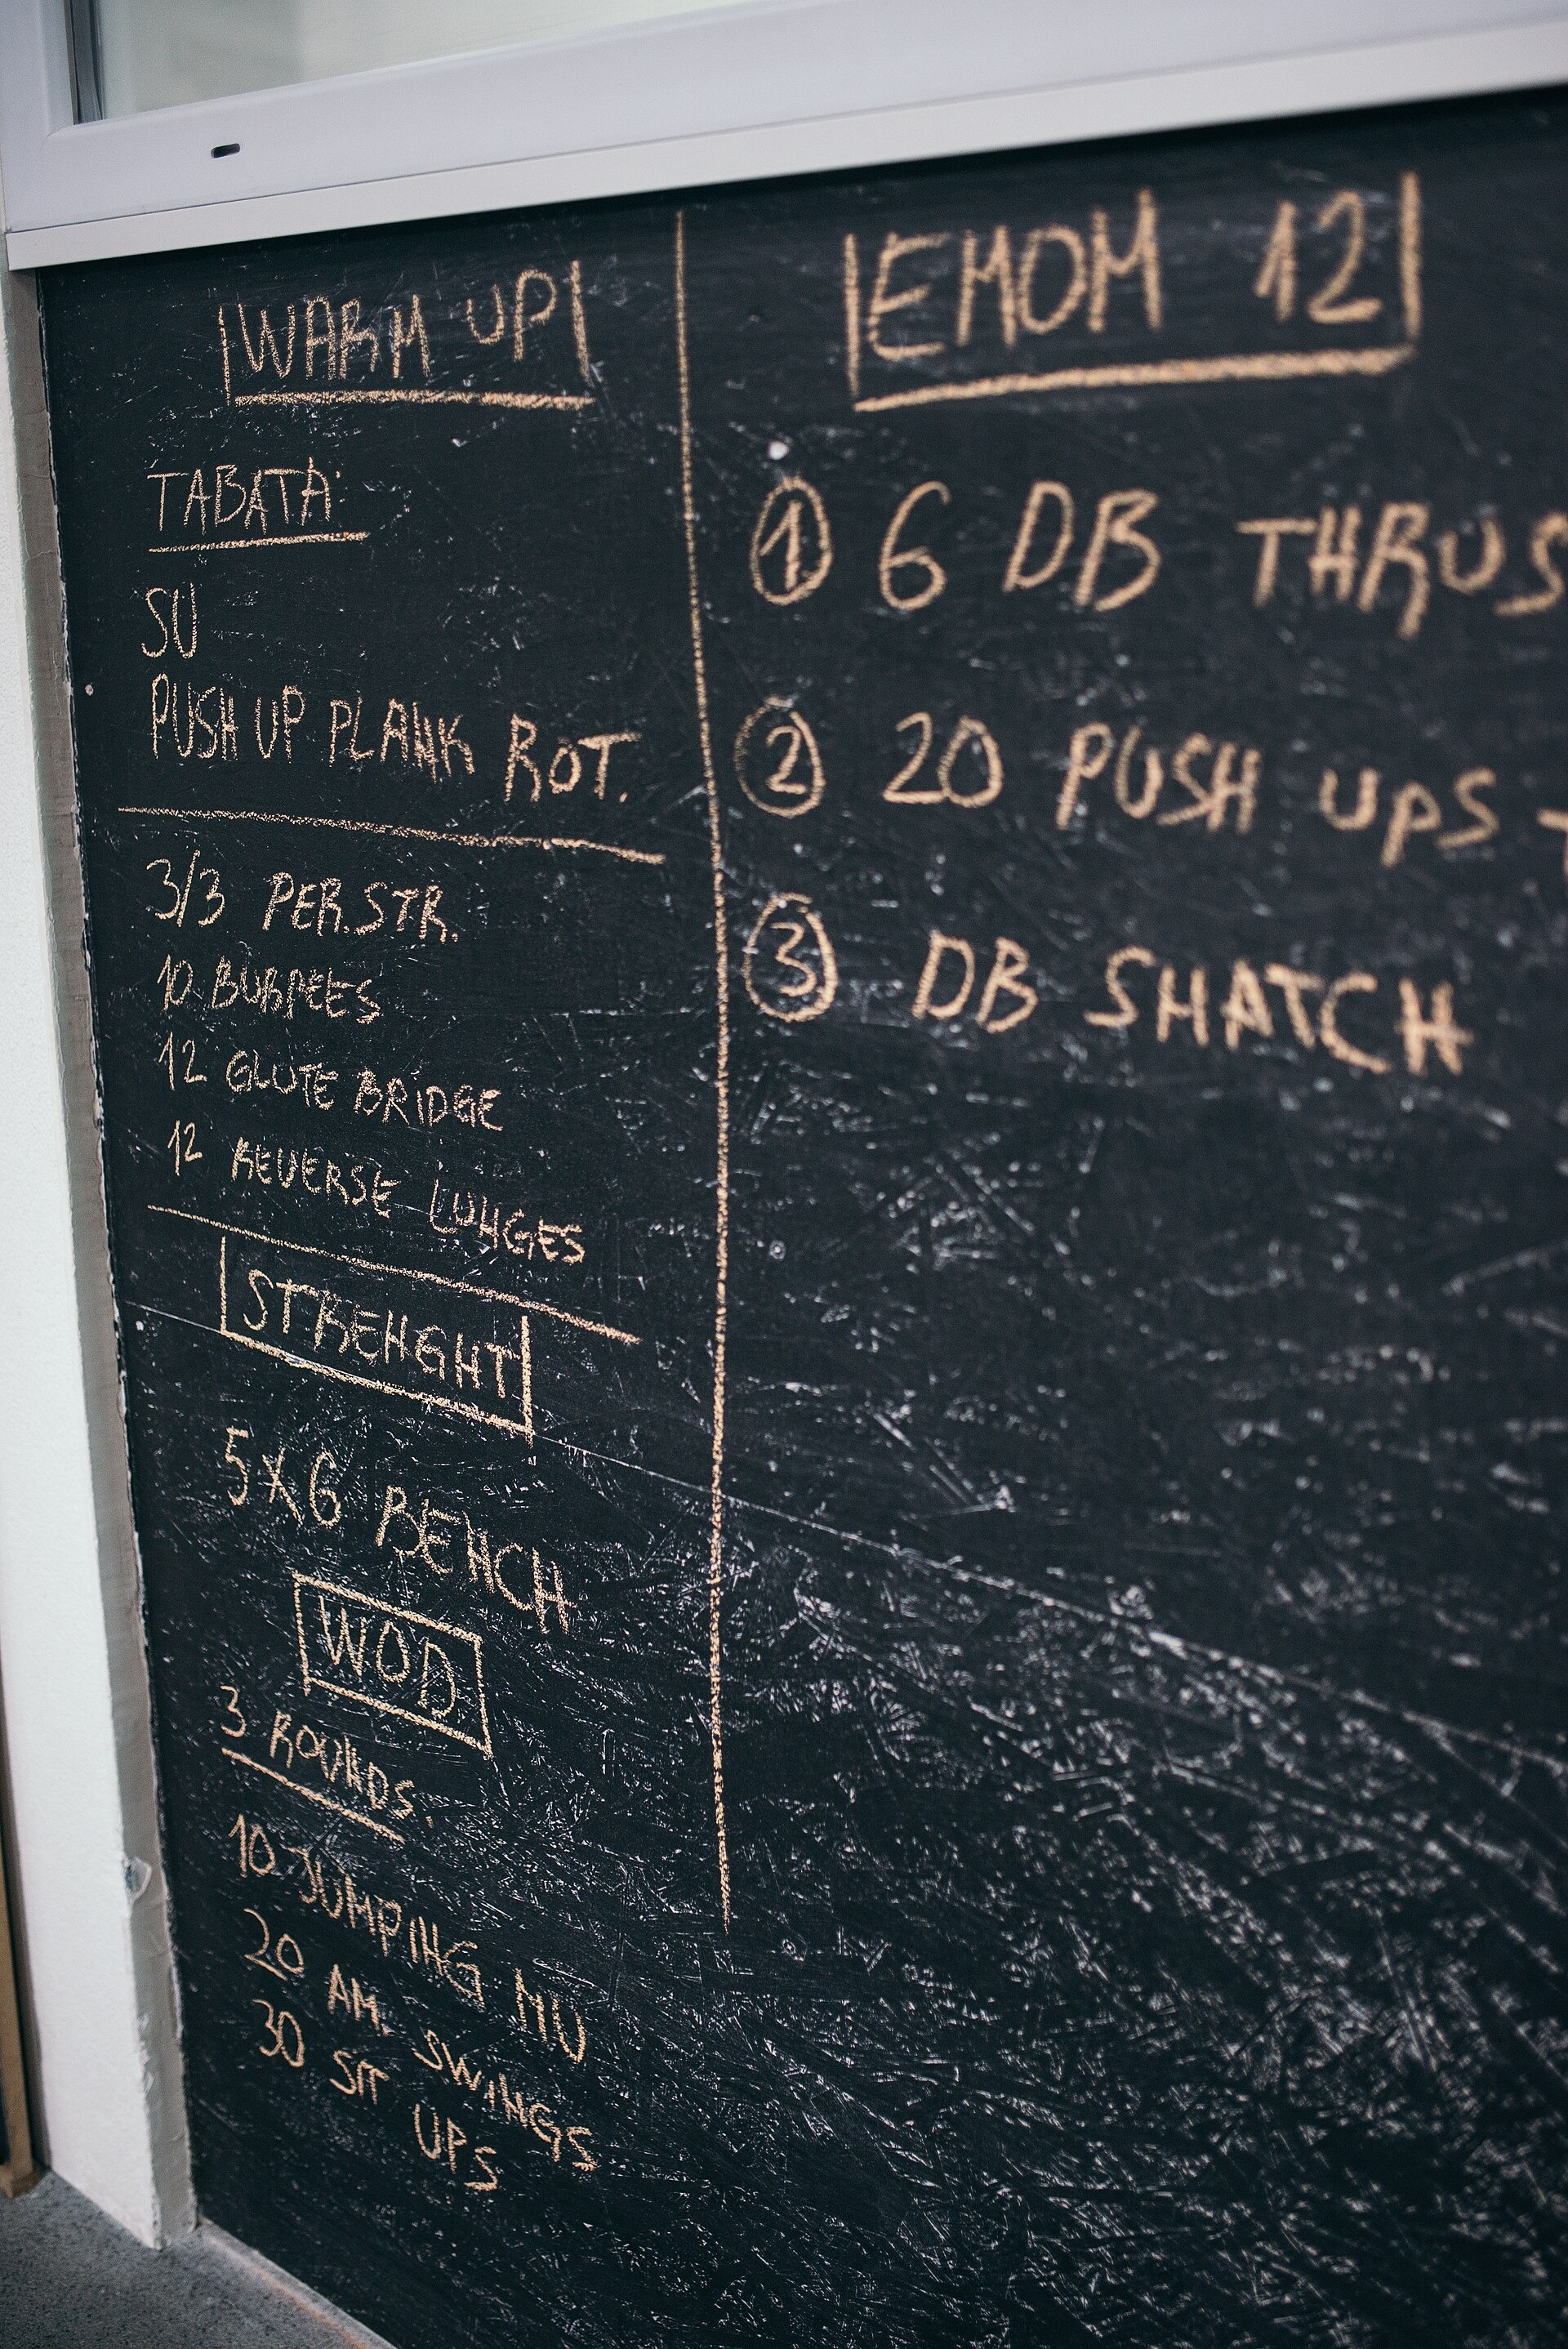 WARM UP
TABATA:
SU
PUSH UP PLANK ROT.
3/3 PER.STR.
10 BURPEES
12 GLUTE BRIDGE
12 REVERSE LUNGES
STRENGHT
5X6 BENCH
WOD
3 ROUNDS:
10 JUMPING MU
20 AM. SWINGS
30 SIT UPS
EMOM 12
1 6 DB THRUS
2 20 PUSH UPS
3 DB SNATCH